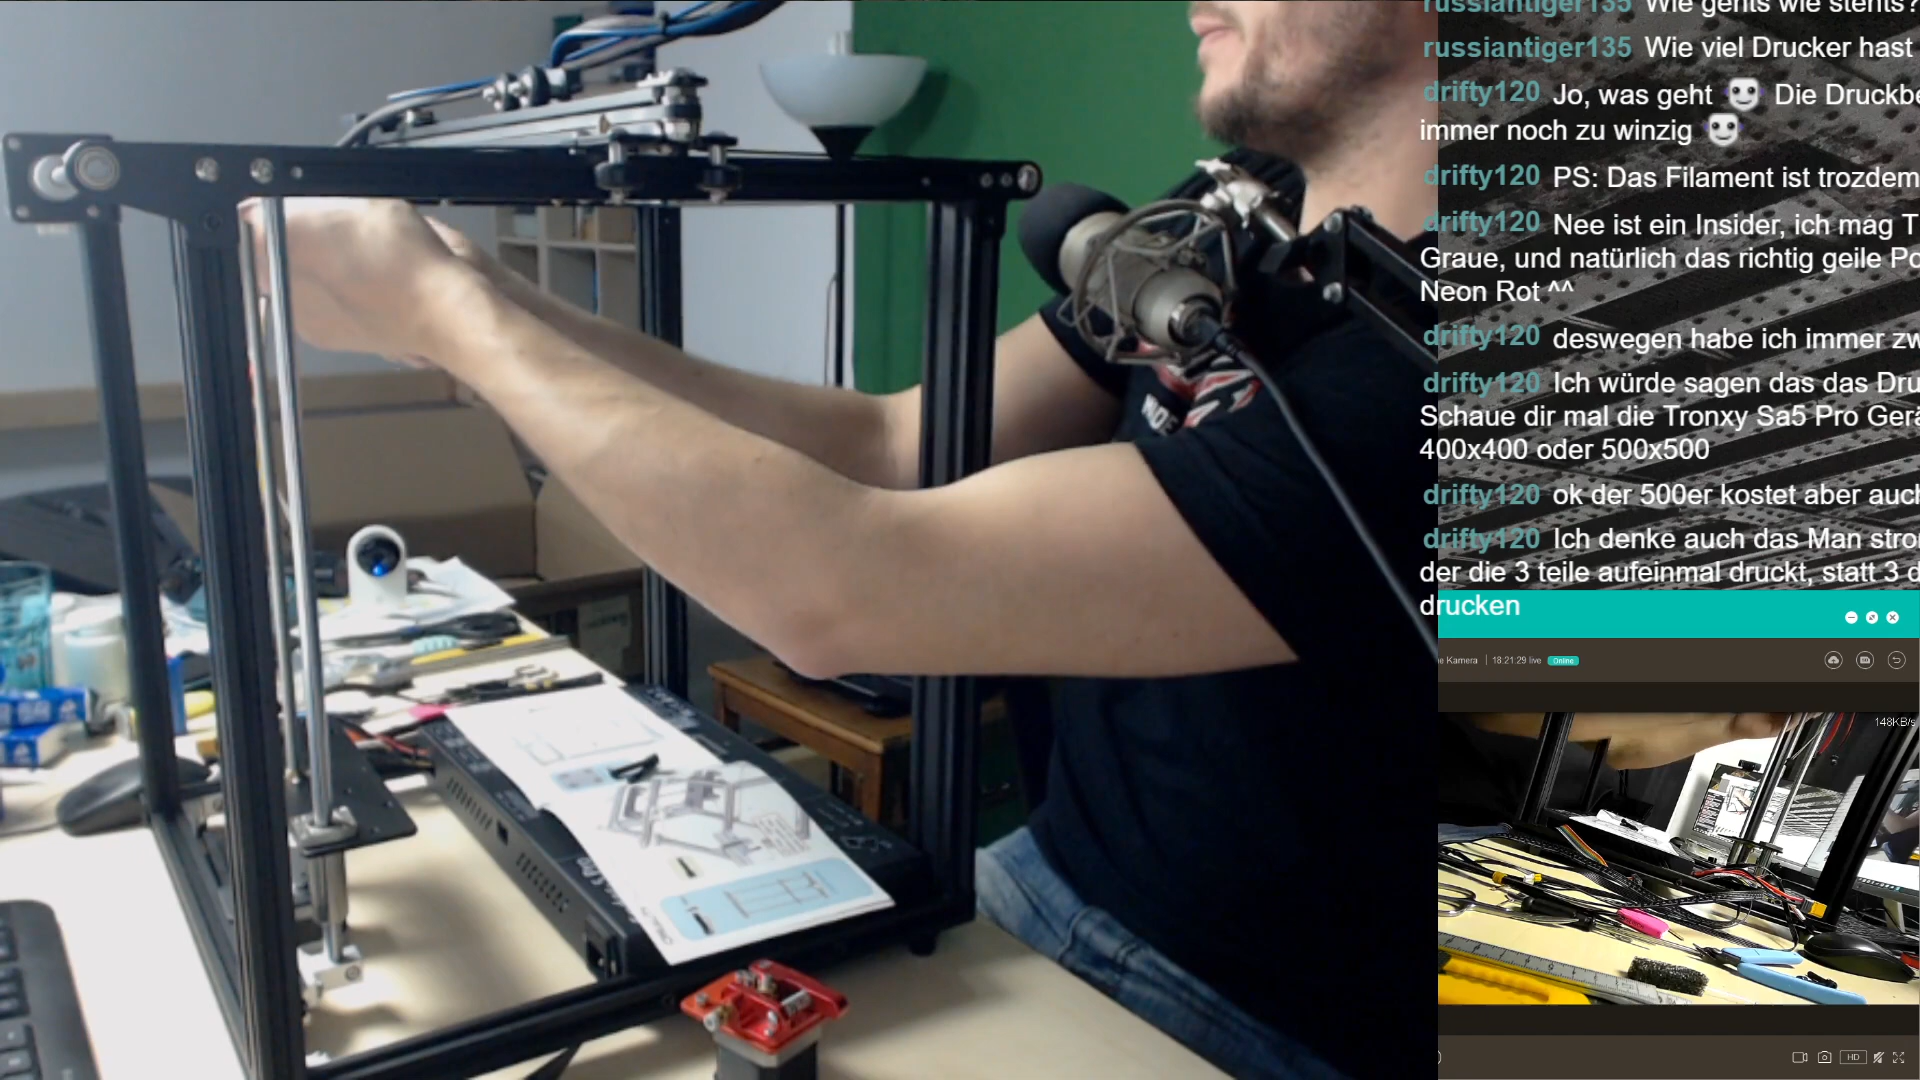 russiantiger135 Wie gehts wie stehts?
russiantiger135 Wie viel Drucker hast
drifty120 Jo, was geht Die Druckbe
immer noch zu winzig
drifty120 PS: Das Filament ist trozdem
drifty120 Nee ist ein Insider, ich mag T
Graue, und natürlich das richtig geile Po
Neon Rot ^^
drifty120 deswegen habe ich immer zw
drifty120 Ich würde sagen das das Dru
Schaue dir mal die Tronxy Sa5 Pro Gerä
400x400 oder 500x500
drifty120 ok der 500er kostet aber auch
drifty120 Ich denke auch das Man stro
der die 3 teile aufeinmal druckt, statt 3 d
drucken
e Kamera | 18:21:29 live Online
148KB/s
HD